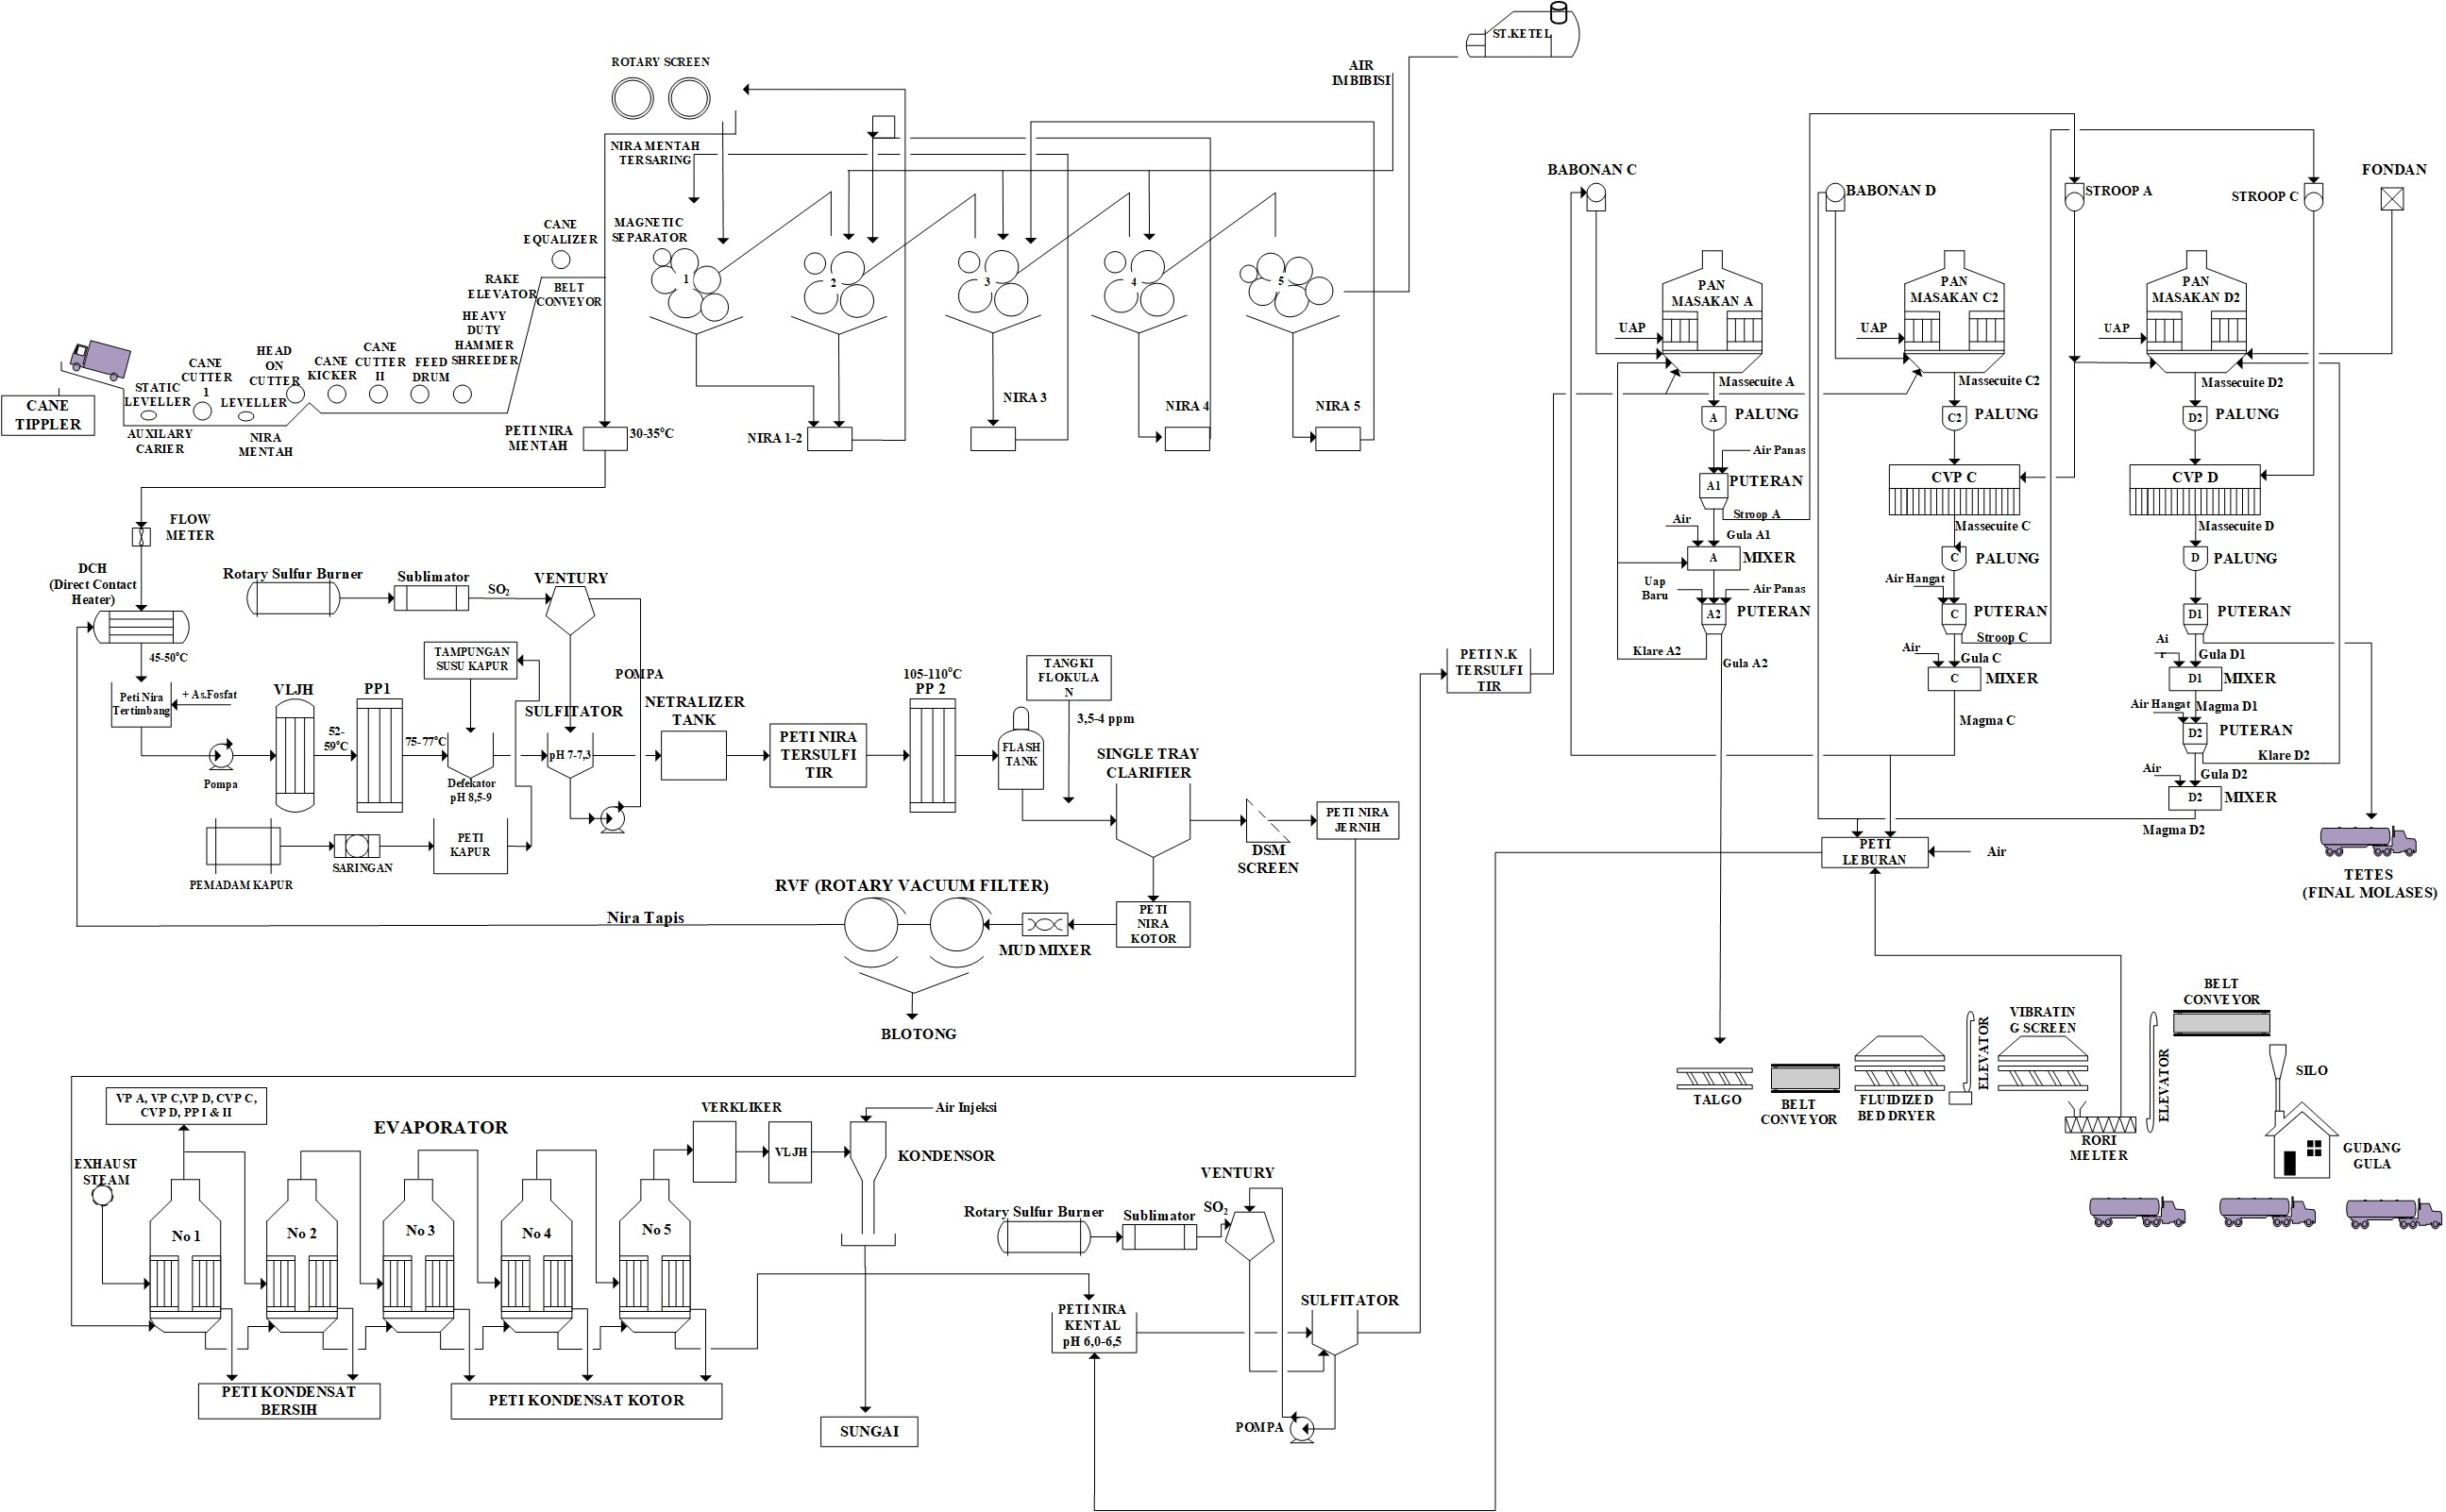 ST.KETEL
ROTARY SCREEN
AIR
IMBIBISI
NIRA MENTAH
TERSARING
MAGNETIC
SEPARATOR
CANE
EQUALIZER
RAKE
ELEVATOR
BELT
CONVEYOR
HEAVY
DUTY
HAMMER
SHREEDER
HEAD
ON
CUTTER
CANE
KICKER
CANE
CUTTER
II
FEED
DRUM
CANE
CUTTER
1
STATIC
LEVELLER
LEVELLER
CANE
TIPPLER
AUXILARY
CARIER
NIRA
MENTAH
1
2
3
4
5
PETI NIRA
MENTAH
30-35°C
NIRA 1-2
NIRA 3
NIRA 4
NIRA 5
FLOW
METER
DCH
(Direct Contact
Heater)
45-50°C
Rotary Sulfur Burner
Sublimator
SO2
VENTURY
TAMPUNGAN
SUSU KAPUR
POMPA
Peti Nira
Tertimbang
+ As.Fosfat
VLJH
PP1
52-
59°C
75-77°C
Pompa
Defekator
pH 8,5-9
SULFITATOR
pH 7-7,3
NETRALIZER
TANK
PETI NIRA
TERSULFI
TIR
105-110°C
PP 2
FLASH
TANK
TANGKI
FLOKULA
N
3,5-4 ppm
SINGLE TRAY
CLARIFIER
DSM
SCREEN
PETI NIRA
JERNIH
PEMADAM KAPUR
SARINGAN
PETI
KAPUR
RVF (ROTARY VACUUM FILTER)
Nira Tapis
MUD MIXER
PETI
NIRA
KOTOR
BLOTONG
VP A, VP C,VP D, CVP C,
CVP D, PP I & II
EVAPORATOR
EXHAUST
STEAM
No 1
No 2
No 3
No 4
No 5
VERKLIKER
VLJH
Air Injeksi
KONDENSOR
PETI KONDENSAT
BERSIH
PETI KONDENSAT KOTOR
SUNGAI
Rotary Sulfur Burner
Sublimator
SO2
VENTURY
PETI NIRA
KENTAL
pH 6,0-6,5
SULFITATOR
POMPA
PETI N.K
TERSULFI
TIR
BABONAN C
BABONAN D
STROOP A
STROOP C
FONDAN
PAN
MASAKAN A
UAP
Massecuite A
A
PALUNG
Air Panas
A1
PUTERAN
Stroop A
Air
Gula A1
A
MIXER
Uap
Baru
Air Panas
A2
PUTERAN
Klare A2
Gula A2
PAN
MASAKAN C2
UAP
Massecuite C2
C2
PALUNG
CVP C
Massecuite C
C
PALUNG
Air Hangat
C
PUTERAN
Stroop C
Air
Gula C
C
MIXER
Magma C
PAN
MASAKAN D2
UAP
Massecuite D2
D2
PALUNG
CVP D
Massecuite D
D
PALUNG
D1
PUTERAN
Ai
r
Gula D1
D1
MIXER
Air Hangat
Magma D1
D2
PUTERAN
Klare D2
Air
Gula D2
D2
MIXER
Magma D2
PETI
LEBURAN
Air
TETES
(FINAL MOLASES)
TALGO
BELT
CONVEYOR
FLUIDIZED
BED DRYER
ELEVATOR
VIBRATIN
G SCREEN
RORI
MELTER
ELEVATOR
BELT
CONVEYOR
SILO
GUDANG
GULA